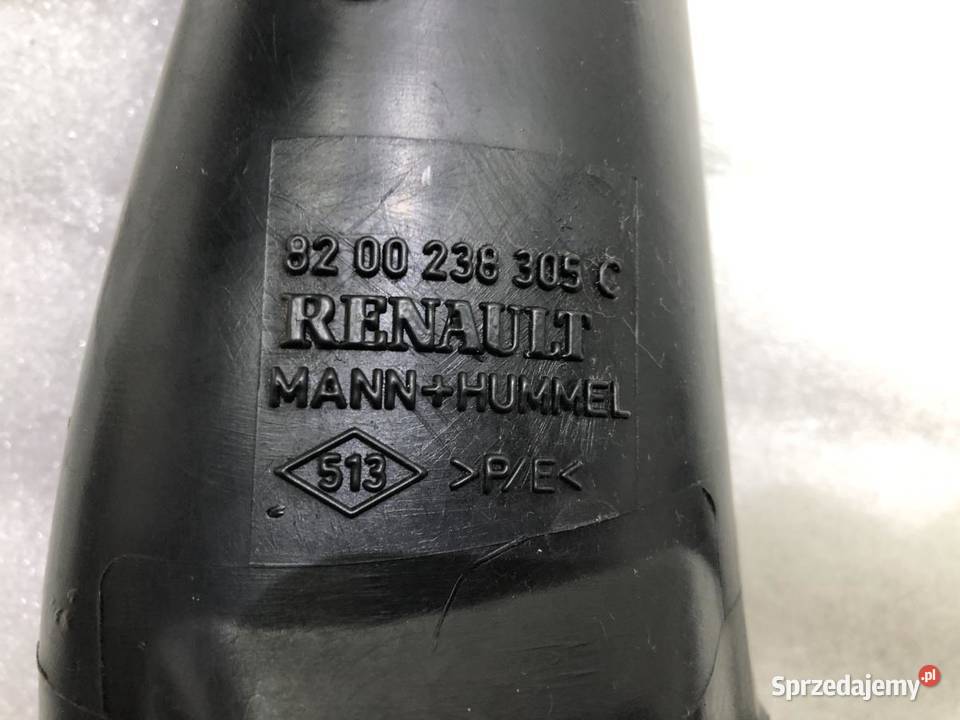 82 00 238 305 C
RENAULT
MANN+HUMMEL
513 >P/E<
Sprzedajemy.pl